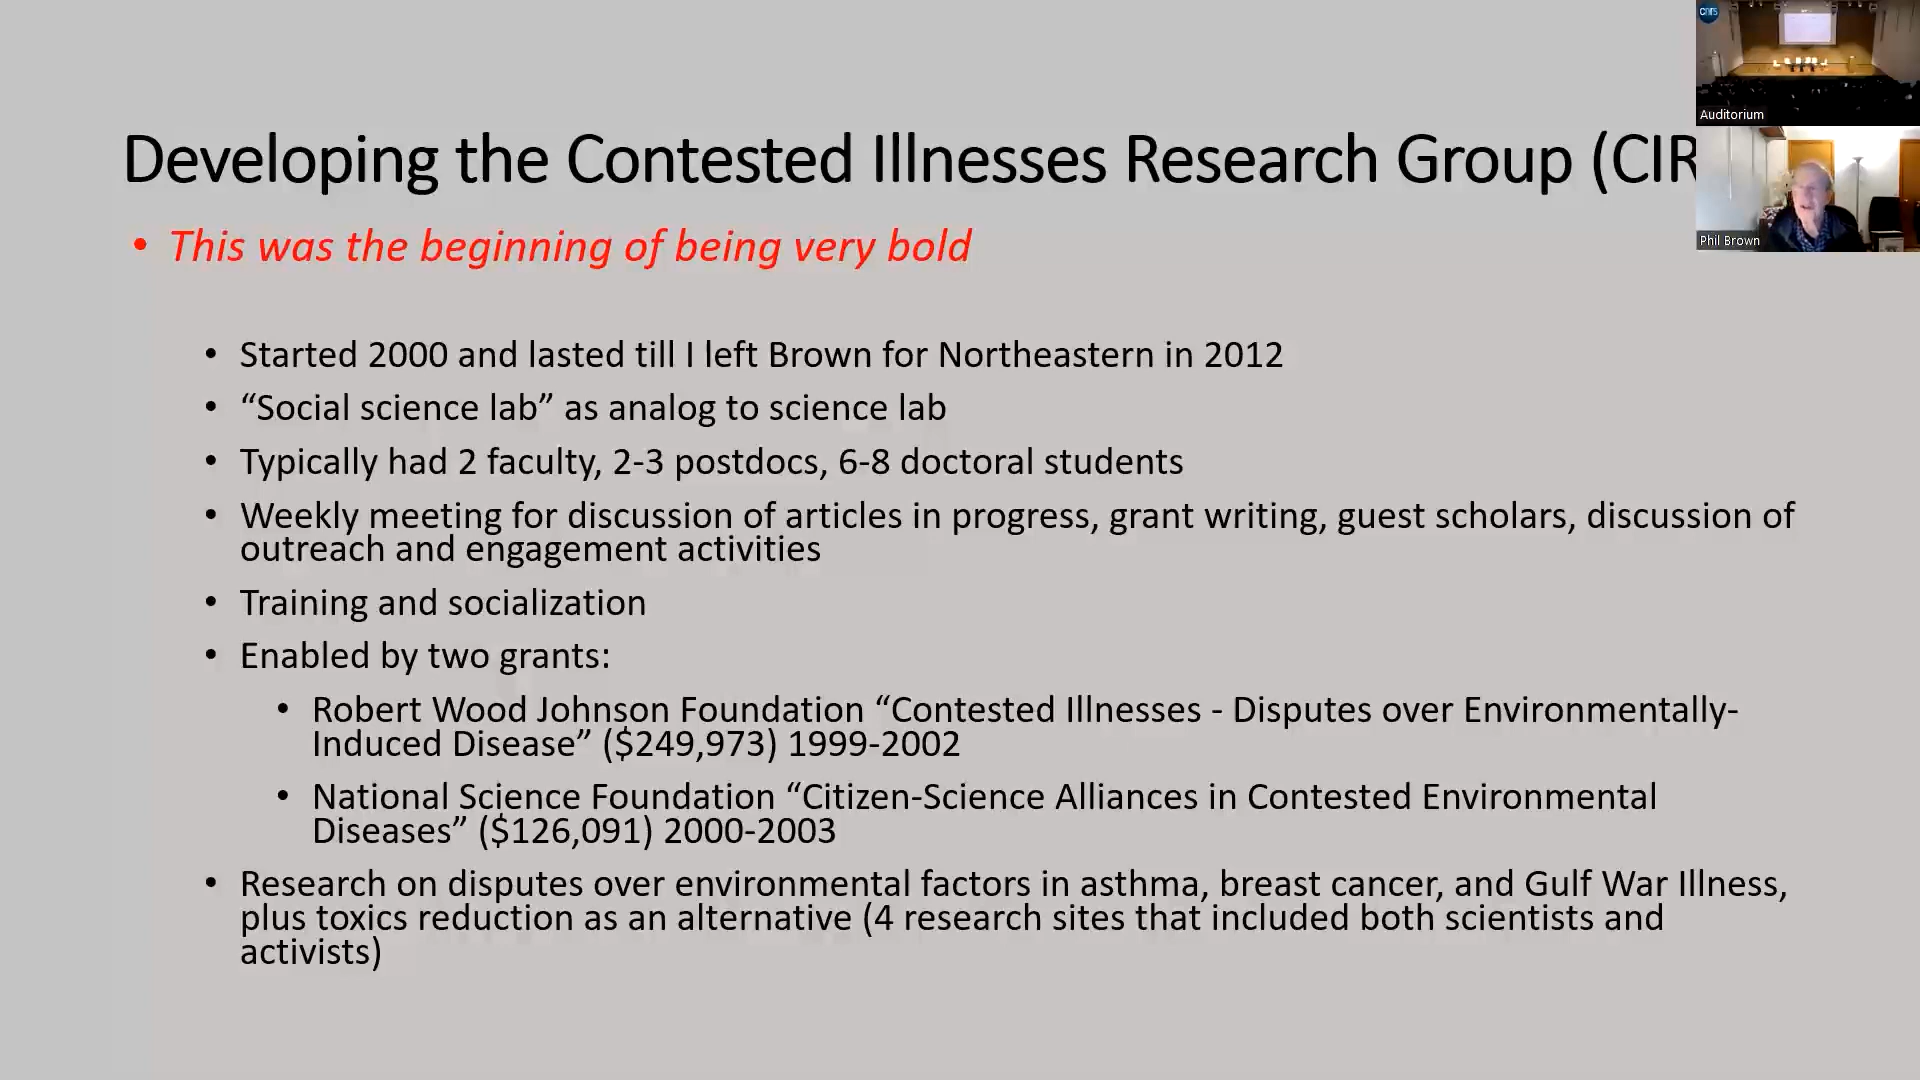 Developing the Contested Illnesses Research Group (CIR
• This was the beginning of being very bold
• Started 2000 and lasted till I left Brown for Northeastern in 2012
• “Social science lab” as analog to science lab
• Typically had 2 faculty, 2-3 postdocs, 6-8 doctoral students
• Weekly meeting for discussion of articles in progress, grant writing, guest scholars, discussion of
outreach and engagement activities
• Training and socialization
• Enabled by two grants:
• Robert Wood Johnson Foundation “Contested Illnesses - Disputes over Environmentally-
Induced Disease” ($249,973) 1999-2002
• National Science Foundation “Citizen-Science Alliances in Contested Environmental
Diseases” ($126,091) 2000-2003
• Research on disputes over environmental factors in asthma, breast cancer, and Gulf War Illness,
plus toxics reduction as an alternative (4 research sites that included both scientists and
activists)
cnrs
Auditorium
Phil Brown